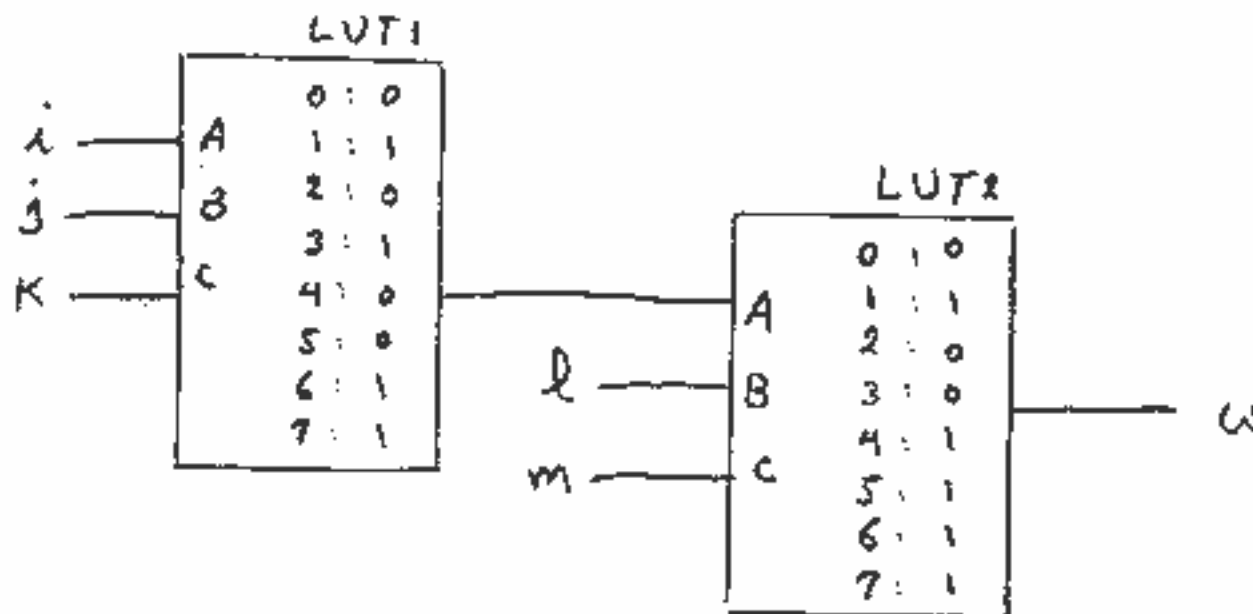 LUT1
i
j
K
A
B
C
0 : 0
1 : 1
2 : 0
3 : 1
4 : 0
5 : 0
6 : 1
7 : 1
LUT2
l
m
A
B
C
0 : 0
1 : 1
2 : 0
3 : 0
4 : 1
5 : 1
6 : 1
7 : 1
ω